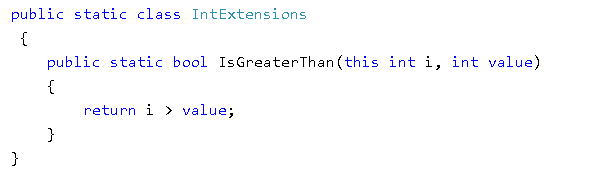 public static class IntExtensions
{
public static bool IsGreaterThan(this int i, int value)
{
return i > value;
}
}